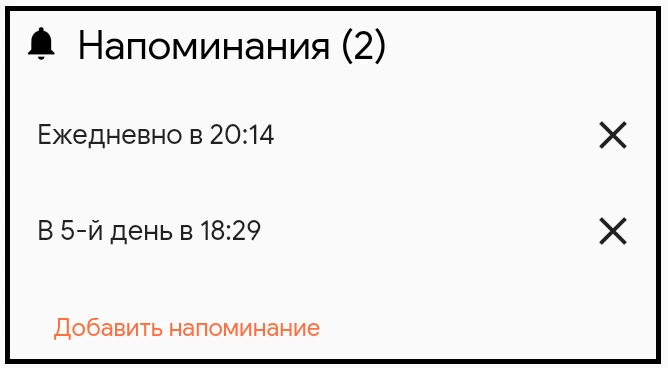 Напоминания (2)
Ежедневно в 20:14
В 5-й день в 18:29
Добавить напоминание